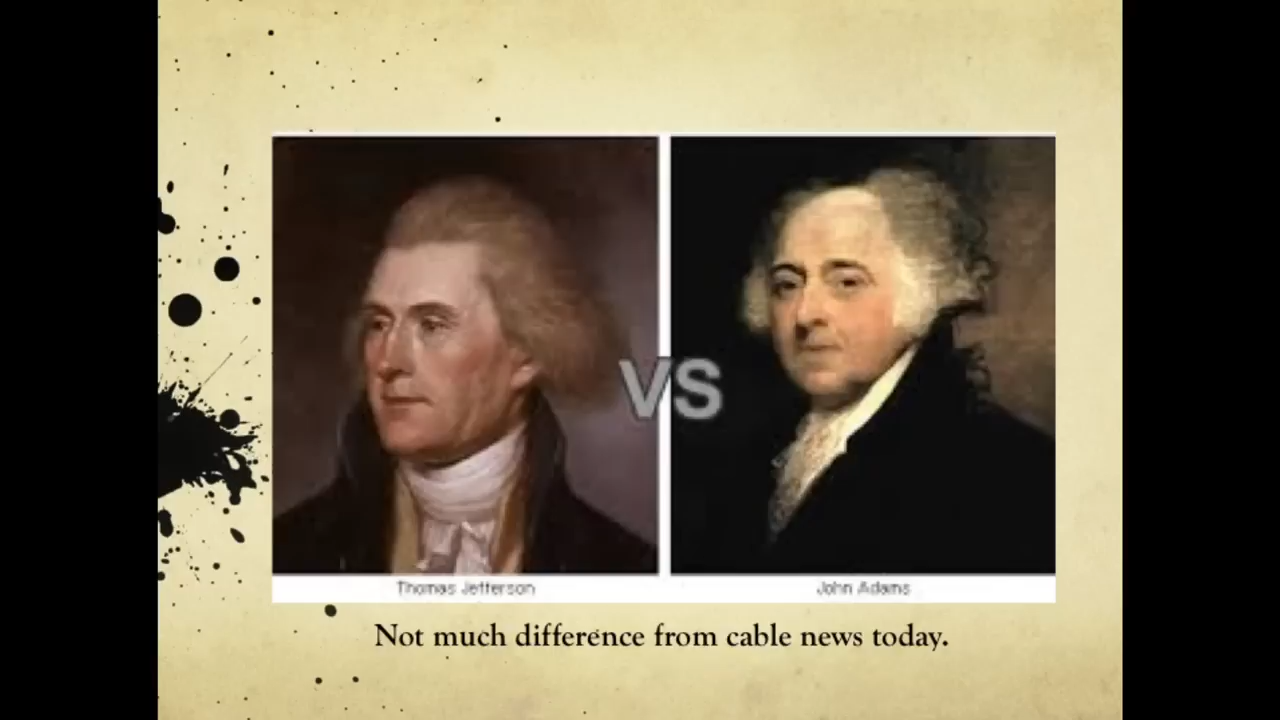 VS
Thomas Jefferson
John Adams
Not much difference from cable news today.